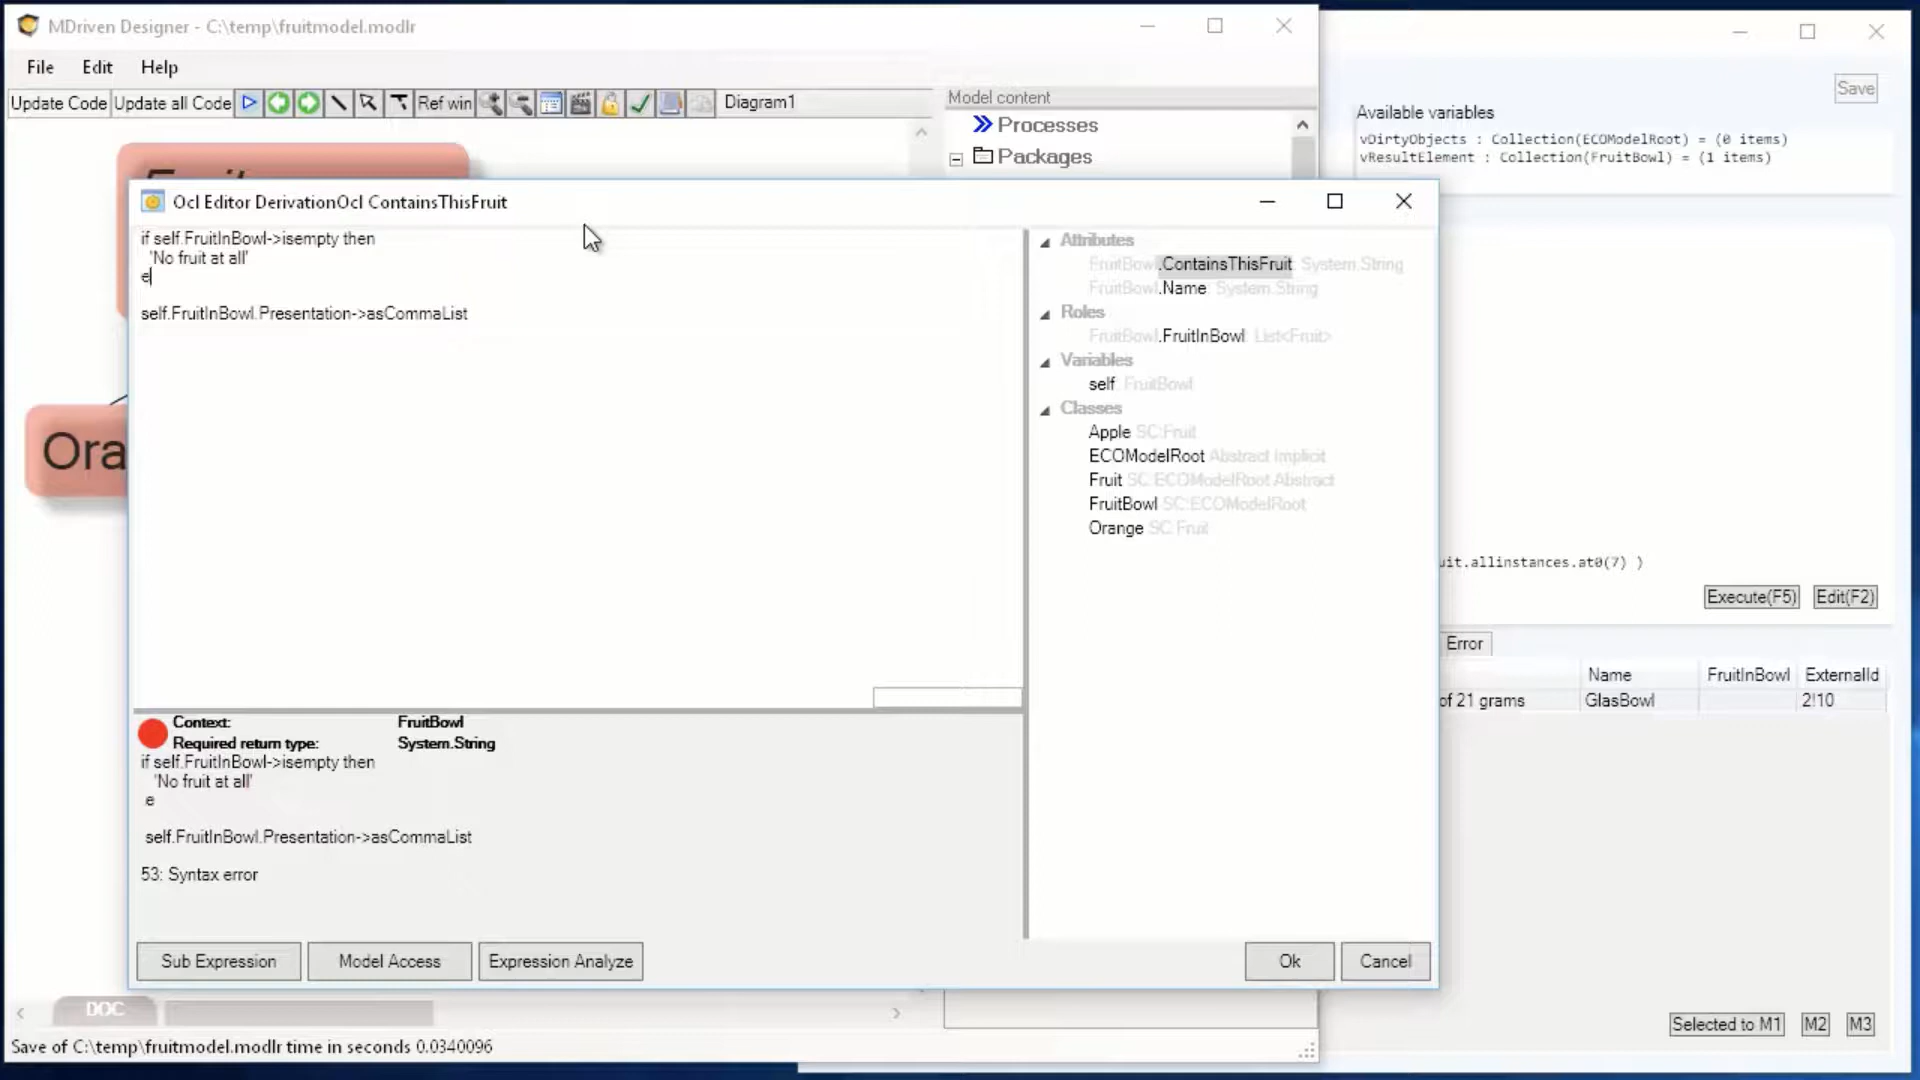 MDriven Designer - C:\temp\fruitmodel.modlr
File Edit Help
Update Code Update all Code Ref win Diagram1
Model content
Processes
Packages
Save
Available variables
vDirtyObjects : Collection(ECOModelRoot) = (0 items)
vResultElement : Collection(FruitBowl) = (1 items)
Ora
Ocl Editor DerivationOcl ContainsThisFruit
if self.FruitInBowl->isempty then
'No fruit at all'
e
self.FruitInBowl.Presentation->asCommaList
Attributes
FruitBowl.ContainsThisFruit System.String
FruitBowl.Name System.String
Roles
FruitBowl.FruitInBowl List<Fruit>
Variables
self FruitBowl
Classes
Apple SC:Fruit
ECOModelRoot Abstract Implicit
Fruit SC:ECOModelRoot Abstract
FruitBowl SC:ECOModelRoot
Orange SC:Fruit
Context: FruitBowl
Required return type: System.String
if self.FruitInBowl->isempty then
'No fruit at all'
e
self.FruitInBowl.Presentation->asCommaList
53: Syntax error
Sub Expression Model Access Expression Analyze Ok Cancel
uit.allinstances.at0(7) )
Execute(F5) Edit(F2)
Error
Name FruitInBowl ExternalId
of 21 grams GlasBowl 2!10
Selected to M1 M2 M3
DOC
Save of C:\temp\fruitmodel.modlr time in seconds 0.0340096